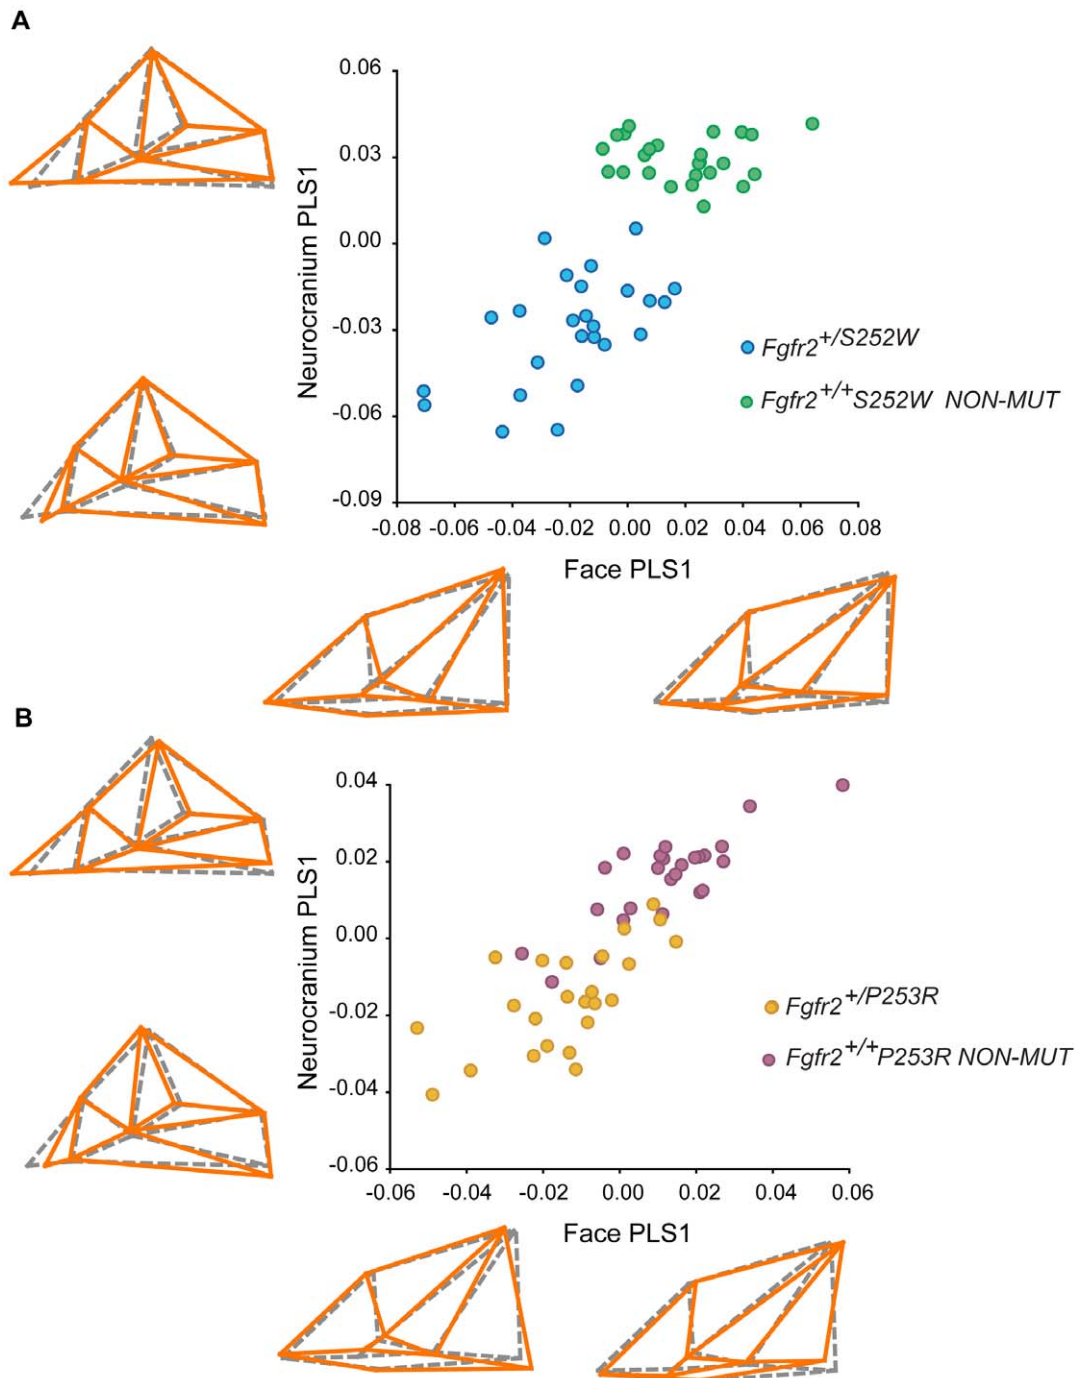 A
0.06
0.03
0.00
-0.03
-0.06
-0.09
Neurocranium PLS1
Fgfr2+/S252W
Fgfr2+/+S252W NON-MUT
-0.08 -0.06 -0.04 -0.02 0.00 0.02 0.04 0.06 0.08
Face PLS1
B
0.04
0.02
0.00
-0.02
-0.04
-0.06
Neurocranium PLS1
Fgfr2+/P253R
Fgfr2+/+P253R NON-MUT
-0.06 -0.04 -0.02 0.00 0.02 0.04 0.06
Face PLS1